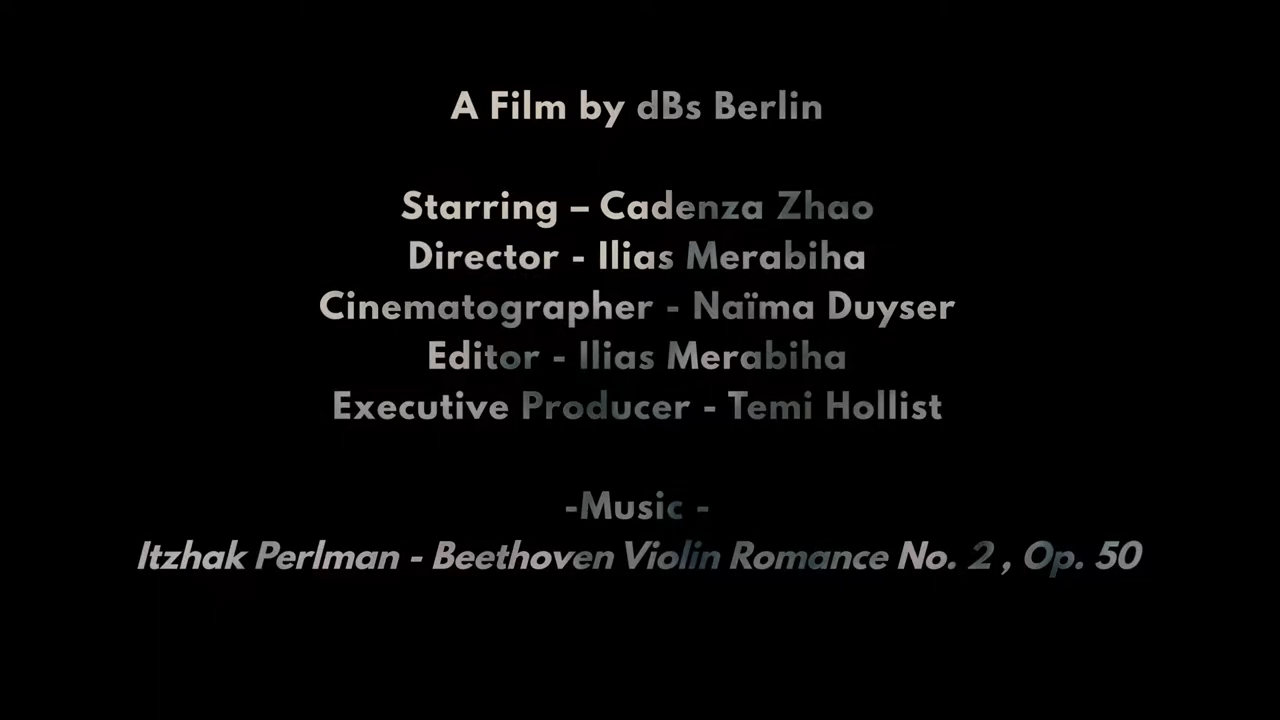 A Film by dBs Berlin
Starring – Cadenza Zhao
Director - Ilias Merabiha
Cinematographer - Naïma Duyser
Editor - Ilias Merabiha
Executive Producer - Temi Hollist
-Music -
Itzhak Perlman - Beethoven Violin Romance No. 2 , Op. 50